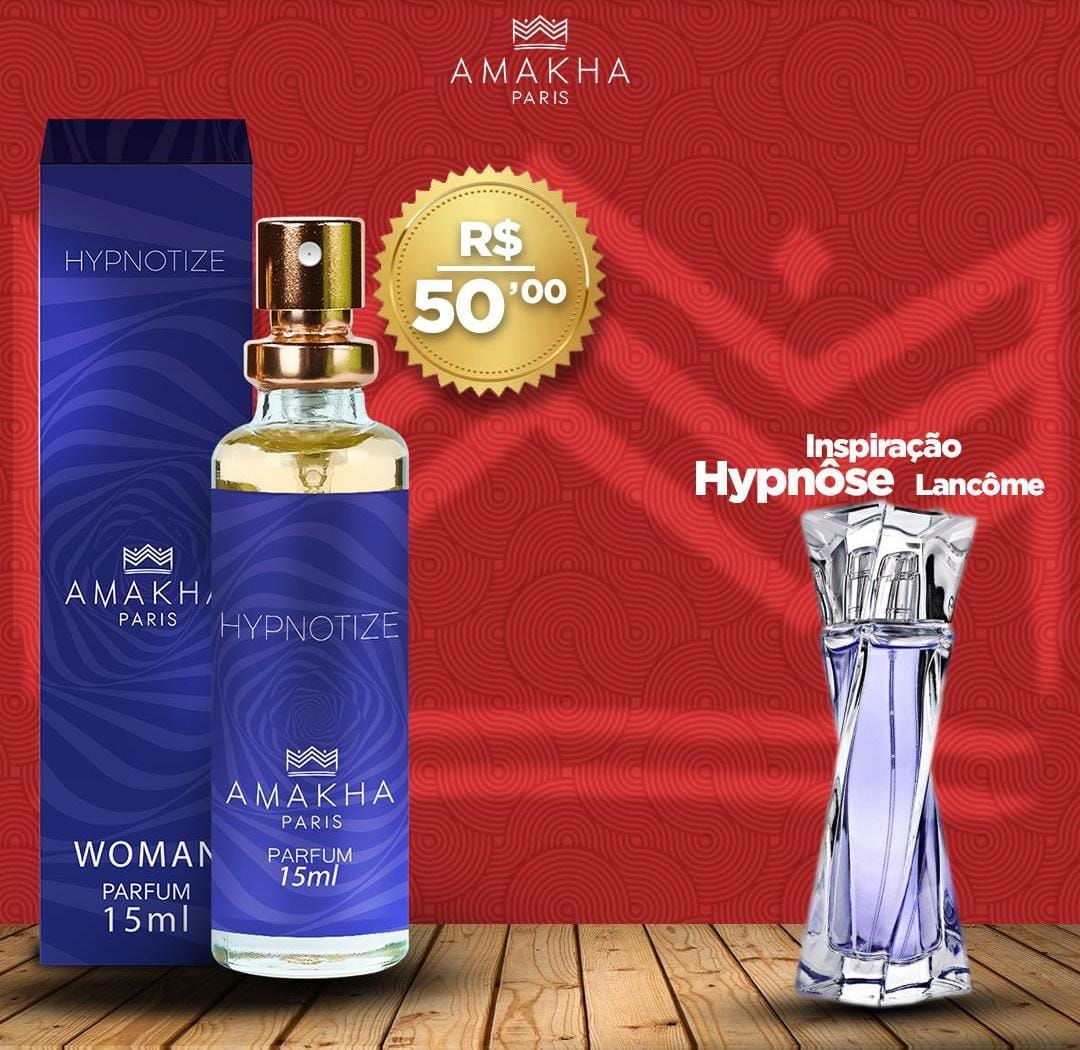 AMAKHA
PARIS
HYPNOTIZE
R$
50,00
Inspiração
Hypnôse Lancôme
AMAKHA
PARIS
WOMAN
PARFUM
15ml
HYPNOTIZE
AMAKHA
PARIS
PARFUM
15ml